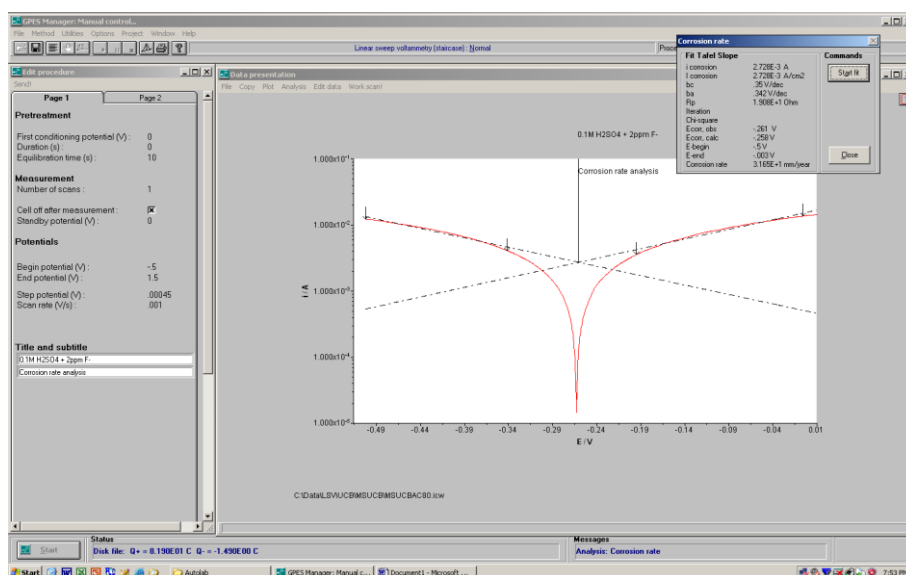 GPES Manager: Manual control...
File Method Utilities Options Project Window Help
Linear sweep voltammetry (staircase): Normal
Edit procedure
Send!
Page 1 Page 2
Pretreatment
First conditioning potential (V) : 0
Duration (s) : 0
Equilibration time (s) : 10
Measurement
Number of scans : 1
Cell off after measurement :
Standby potential (V) : 0
Potentials
Begin potential (V) : -.5
End potential (V) : 1.5
Step potential (V) : .00045
Scan rate (V/s) : .001
Title and subtitle
0.1M H2SO4 + 2ppm F-
Corrosion rate analysis
Data presentation
File Copy Plot Analysis Edit data Work scan!
0.1M H2SO4 + 2ppm F-
Corrosion rate analysis
1.000x10-1
1.000x10-2
1.000x10-3
1.000x10-4
1.000x10-5
i / A
-0.49 -0.44 -0.39 -0.34 -0.29 -0.24 -0.19 -0.14 -0.09 -0.04 0.01
E / V
C:\Data\LSV\UCB\MSUCB\MSUCBAC80.icw
Corrosion rate
Fit Tafel Slope Commands
i corrosion 2.728E-3 A
I corrosion 2.728E-3 A/cm2
bc .35 V/dec
ba .342 V/dec
Rp 1.908E+1 Ohm
Iteration
Chi-square
Ecorr, obs -.261 V
Ecorr, calc -.258 V
E-begin -.5 V
E-end -.003 V
Corrosion rate 3.165E+1 mm/year
Start fit
Close
Start
Status
Disk file: Q+ = 8.190E01 C Q- = -1.490E00 C
Messages
Analysis: Corrosion rate
Start
Autolab
GPES Manager: Manual c...
Document1 - Microsoft ...
7:53 PM